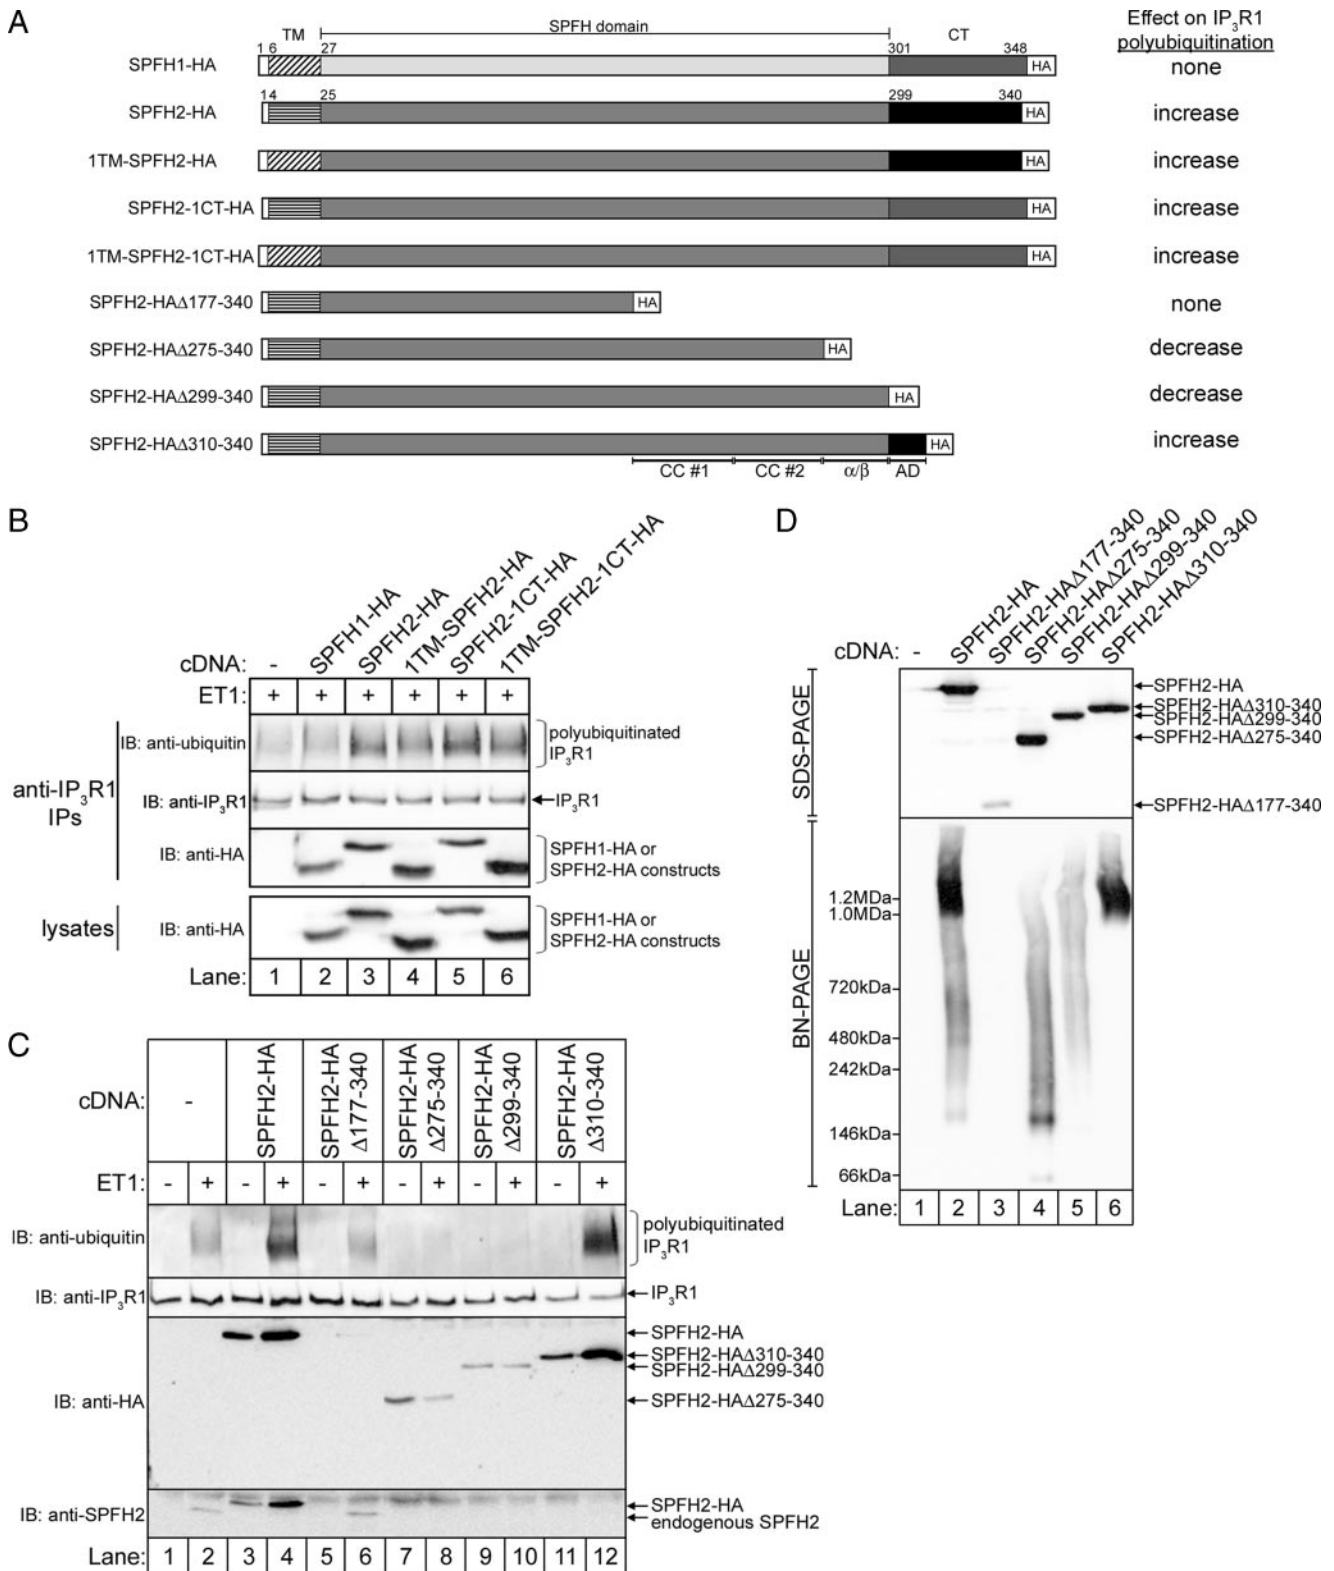 A
TM
SPFH domain
CT
Effect on IP3R1
polyubiquitination
1 6 27 301 348
SPFH1-HA HA none
14 25 299 340
SPFH2-HA HA increase
1TM-SPFH2-HA HA increase
SPFH2-1CT-HA HA increase
1TM-SPFH2-1CT-HA HA increase
SPFH2-HAΔ177-340 HA none
SPFH2-HAΔ275-340 HA decrease
SPFH2-HAΔ299-340 HA decrease
SPFH2-HAΔ310-340 HA increase
CC #1 CC #2 α/β AD
B
cDNA: - SPFH1-HA SPFH2-HA 1TM-SPFH2-HA SPFH2-1CT-HA 1TM-SPFH2-1CT-HA
ET1: + + + + + +
anti-IP3R1
IPs
IB: anti-ubiquitin
polyubiquitinated
IP3R1
IB: anti-IP3R1
IP3R1
IB: anti-HA
SPFH1-HA or
SPFH2-HA constructs
lysates
IB: anti-HA
SPFH1-HA or
SPFH2-HA constructs
Lane: 1 2 3 4 5 6
C
cDNA: -
SPFH2-HA
SPFH2-HA
Δ177-340
SPFH2-HA
Δ275-340
SPFH2-HA
Δ299-340
SPFH2-HA
Δ310-340
ET1: - + - + - + - + - + - +
IB: anti-ubiquitin
polyubiquitinated
IP3R1
IB: anti-IP3R1
IP3R1
IB: anti-HA
SPFH2-HA
SPFH2-HAΔ310-340
SPFH2-HAΔ299-340
SPFH2-HAΔ275-340
IB: anti-SPFH2
SPFH2-HA
endogenous SPFH2
Lane: 1 2 3 4 5 6 7 8 9 10 11 12
D
cDNA: - SPFH2-HA SPFH2-HAΔ177-340 SPFH2-HAΔ275-340 SPFH2-HAΔ299-340 SPFH2-HAΔ310-340
SDS-PAGE
SPFH2-HA
SPFH2-HAΔ310-340
SPFH2-HAΔ299-340
SPFH2-HAΔ275-340
SPFH2-HAΔ177-340
BN-PAGE
1.2MDa
1.0MDa
720kDa
480kDa
242kDa
146kDa
66kDa
Lane: 1 2 3 4 5 6